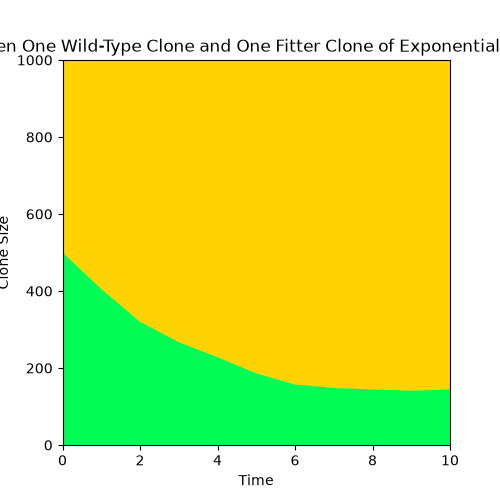 en One Wild-Type Clone and One Fitter Clone of Exponential
1000
800
600
400
200
0
Clone Size
0 2 4 6 8 10
Time